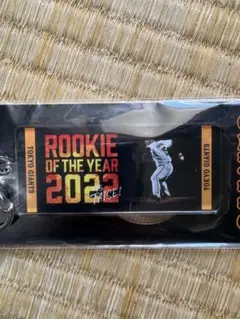 TOKYO GIANTS
ROOKIE
OF THE YEAR
2022
TOKYO GIANTS